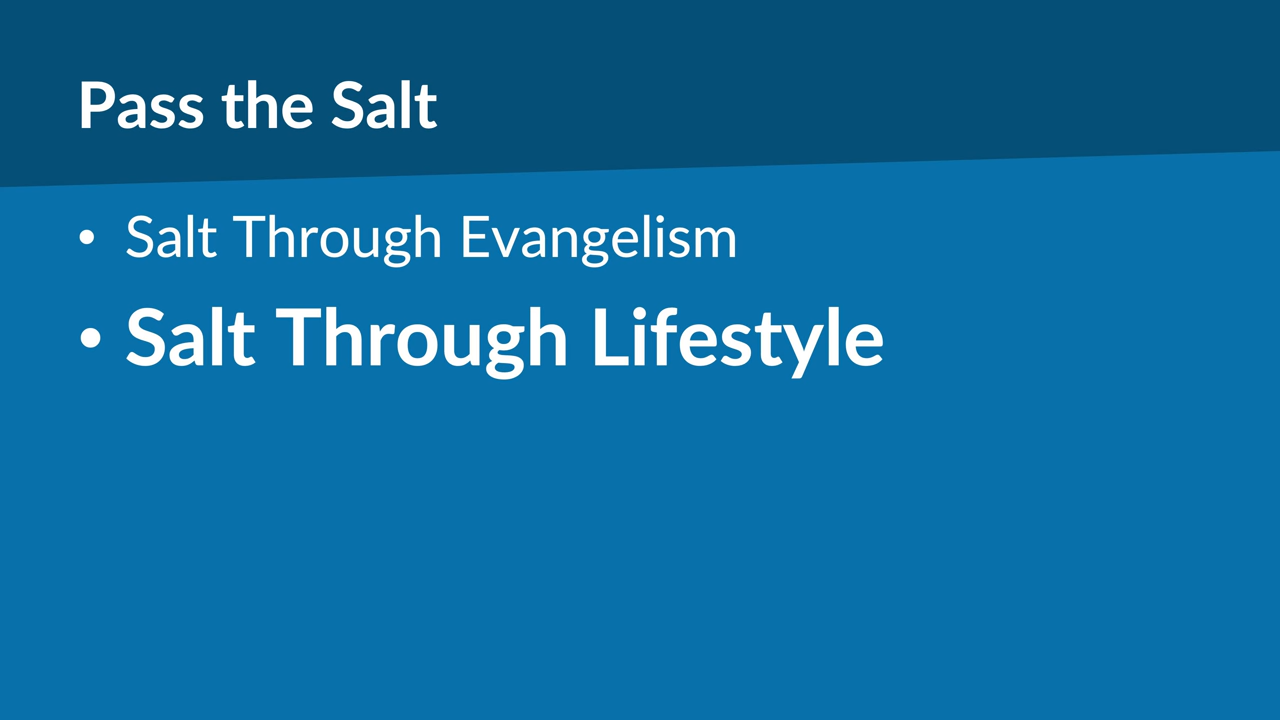 Pass the Salt
• Salt Through Evangelism
• Salt Through Lifestyle